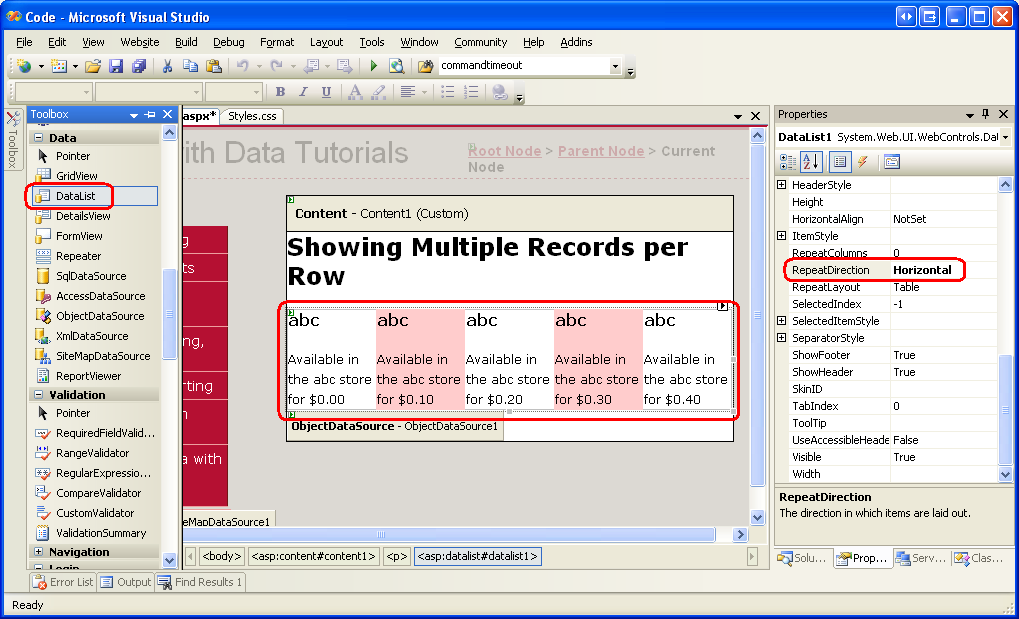 Code - Microsoft Visual Studio
File Edit View Website Build Debug Format Layout Tools Window Community Help Addins
commandtimeout
B I U A
Toolbox
Toolbox
Data
Pointer
GridView
DataList
DetailsView
FormView
Repeater
SqlDataSource
AccessDataSource
ObjectDataSource
XmlDataSource
SiteMapDataSource
ReportViewer
Validation
Pointer
RequiredFieldValid...
RangeValidator
RegularExpressio...
CompareValidator
CustomValidator
ValidationSummary
Navigation
Login
aspx* Styles.css
ith Data Tutorials
Root Node > Parent Node > Current
Node
g
ts
ng,
rting
n
a with
Content - Content1 (Custom)
Showing Multiple Records per
Row
abc abc abc abc abc
Available in Available in Available in Available in Available in
the abc store the abc store the abc store the abc store the abc store
for $0.00 for $0.10 for $0.20 for $0.30 for $0.40
ObjectDataSource - ObjectDataSource1
eMapDataSource1
<body> <asp:content#content1> <p> <asp:datalist#datalist1>
Properties
DataList1 System.Web.UI.WebControls.Dat
HeaderStyle
Height
HorizontalAlign NotSet
ItemStyle
RepeatColumns 0
RepeatDirection Horizontal
RepeatLayout Table
SelectedIndex -1
SelectedItemStyle
SeparatorStyle
ShowFooter True
ShowHeader True
SkinID
TabIndex 0
ToolTip
UseAccessibleHeade False
Visible True
Width
RepeatDirection
The direction in which items are laid out.
Solu... Prop... Serv... Clas...
Error List Output Find Results 1
Ready